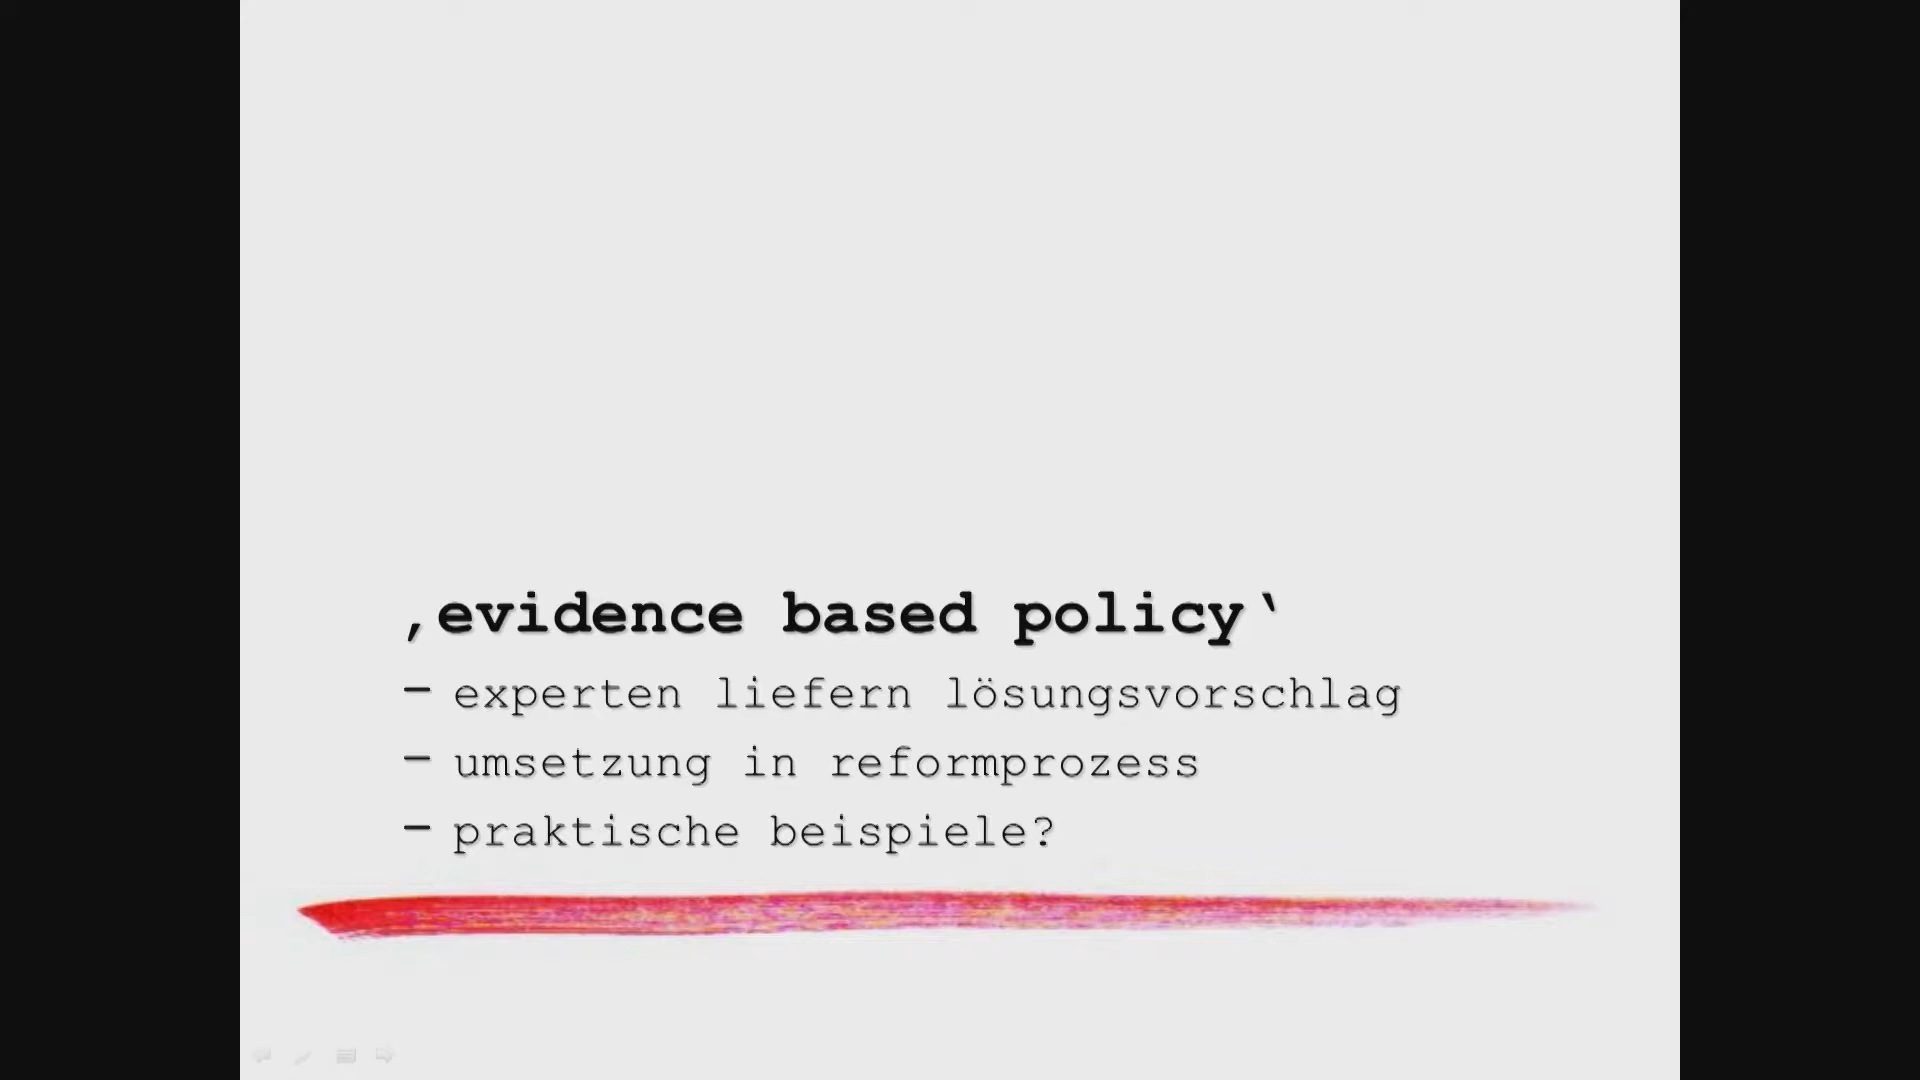 ‚evidence based policy‘
– experten liefern lösungsvorschlag
– umsetzung in reformprozess
– praktische beispiele?